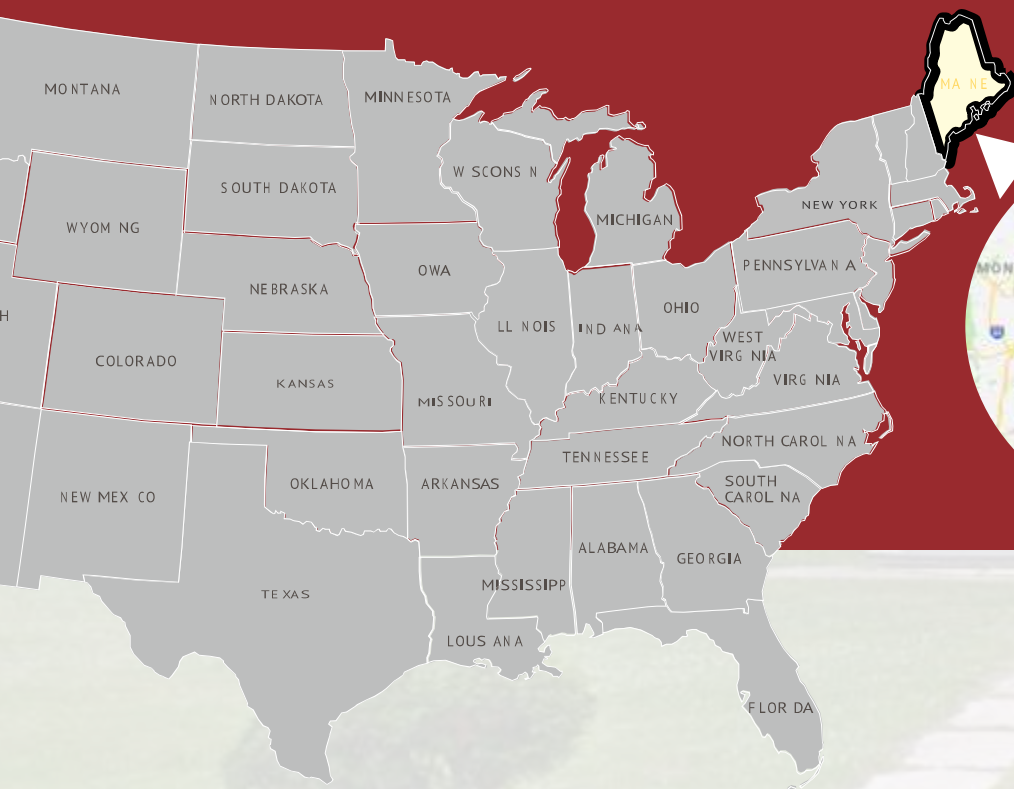 MA NE
MONTANA
NORTH DAKOTA
MINNESOTA
W SCONS N
SOUTH DAKOTA
MICHIGAN
NEW YORK
WYOM NG
OWA
PENNSYLVAN A
MON
NEBRASKA
OHIO
H
LL NOIS
IND ANA
WEST
VIRG NIA
COLORADO
KANSAS
VIRG NIA
MISSOURI
KENTUCKY
NORTH CAROL NA
TENNESSEE
NEW MEX CO
OKLAHOMA
ARKANSAS
SOUTH
CAROL NA
ALABAMA
GEORGIA
TEXAS
MISSISSIPP
LOUS ANA
FLOR DA